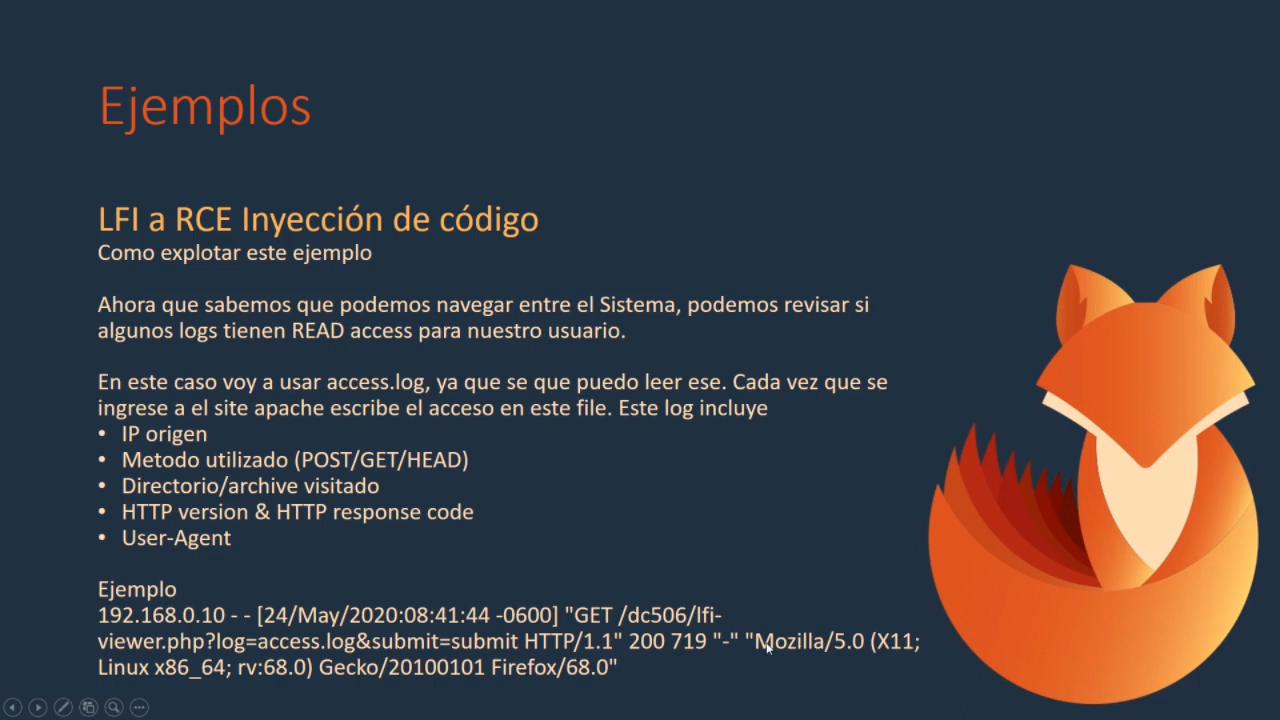 Ejemplos
LFI a RCE Inyección de código
Como explotar este ejemplo
Ahora que sabemos que podemos navegar entre el Sistema, podemos revisar si
algunos logs tienen READ access para nuestro usuario.
En este caso voy a usar access.log, ya que se que puedo leer ese. Cada vez que se
ingrese a el site apache escribe el acceso en este file. Este log incluye
• IP origen
• Metodo utilizado (POST/GET/HEAD)
• Directorio/archive visitado
• HTTP version & HTTP response code
• User-Agent
Ejemplo
192.168.0.10 - - [24/May/2020:08:41:44 -0600] "GET /dc506/lfi-
viewer.php?log=access.log&submit=submit HTTP/1.1" 200 719 "-" "Mozilla/5.0 (X11;
Linux x86_64; rv:68.0) Gecko/20100101 Firefox/68.0"